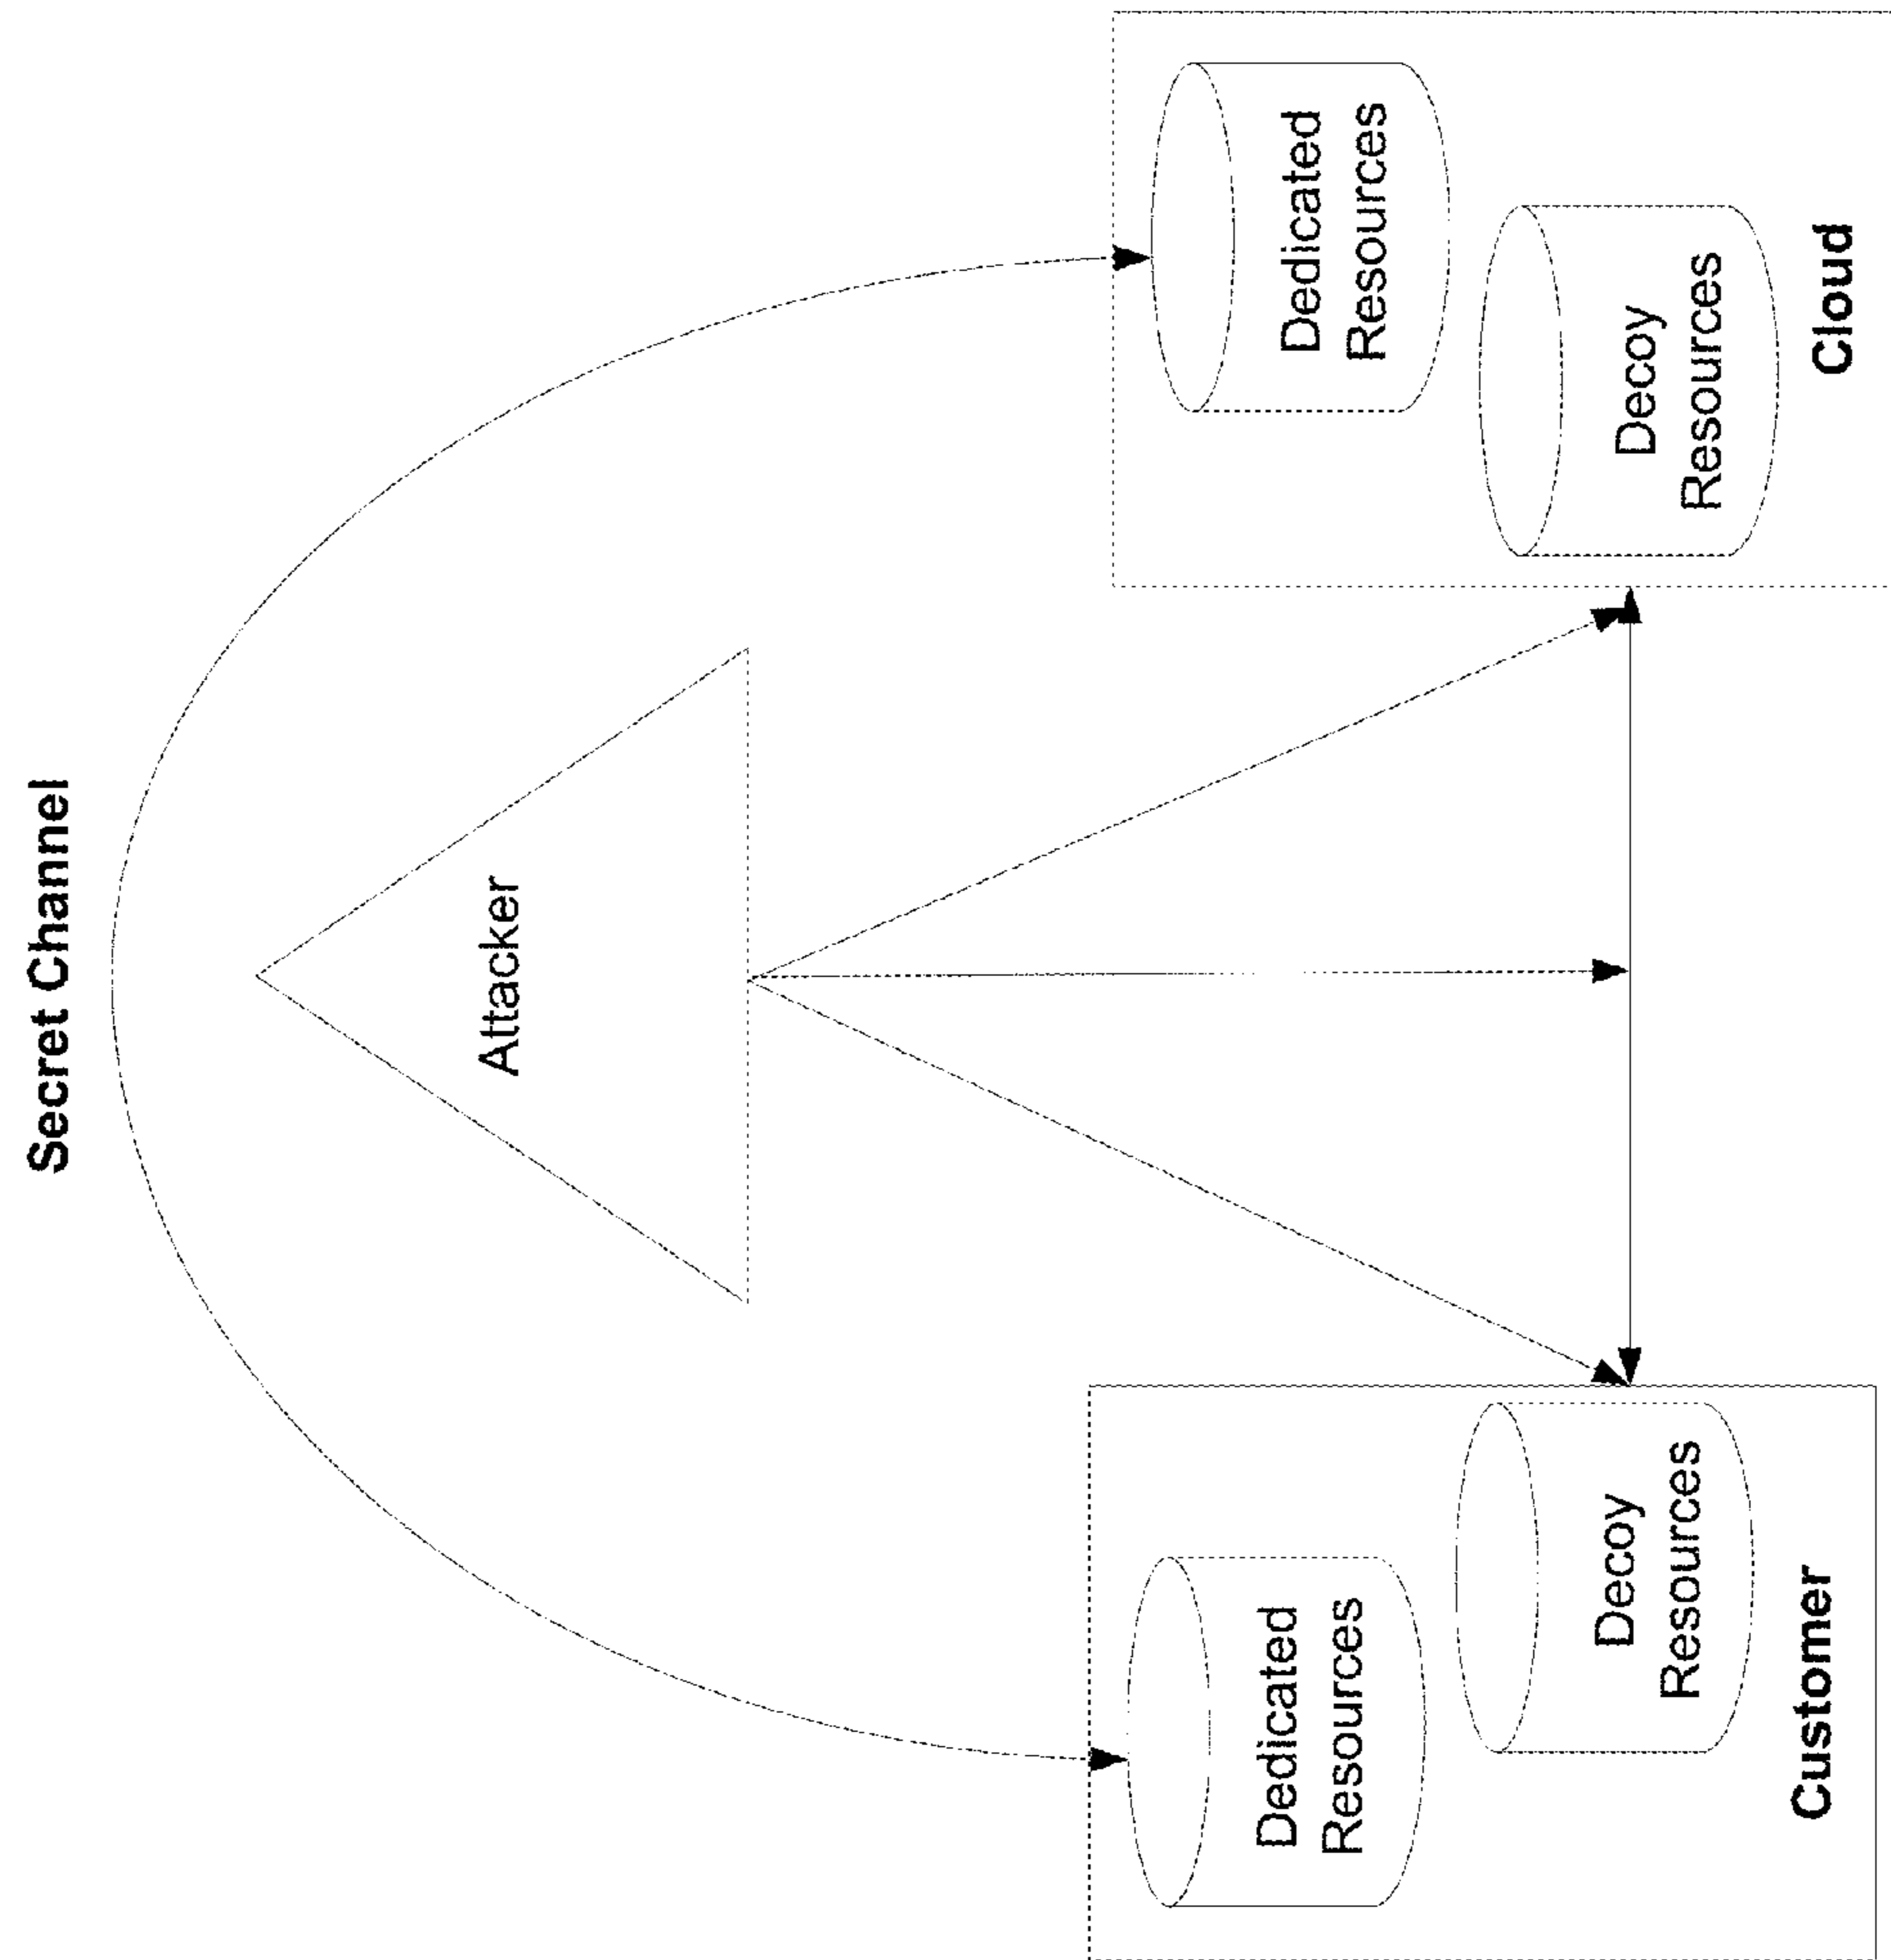 Secret Channel
Attacker
Dedicated
Resources
Decoy
Resources
Customer
Dedicated
Resources
Decoy
Resources
Cloud